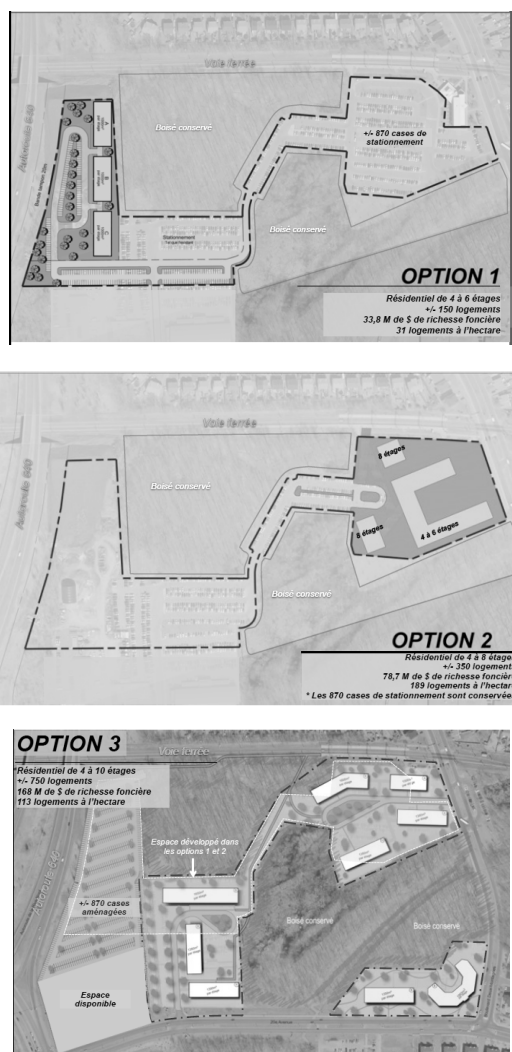 Voie ferrée
Autoroute 640
Boisé conservé
+/- 870 cases de
stationnement
Boisé conservé
Stationnement
OPTION 1
Résidentiel de 4 à 6 étages
+/- 150 logements
33,8 M de $ de richesse foncière
31 logements à l'hectare
Voie ferrée
Autoroute 640
Boisé conservé
8 étages
8 étages
4 à 6 étages
Boisé conservé
OPTION 2
Résidentiel de 4 à 8 étage
+/- 350 logement
78,7 M de $ de richesse foncièr
189 logements à l'hectar
* Les 870 cases de stationnement sont conservée
OPTION 3
Voie ferrée
*Résidentiel de 4 à 10 étages
+/- 750 logements
168 M de $ de richesse foncière
113 logements à l'hectare
Espace développé dans
les options 1 et 2
Autoroute 640
+/- 870 cases
aménagées
Boisé conservé
Boisé conservé
Espace
disponible